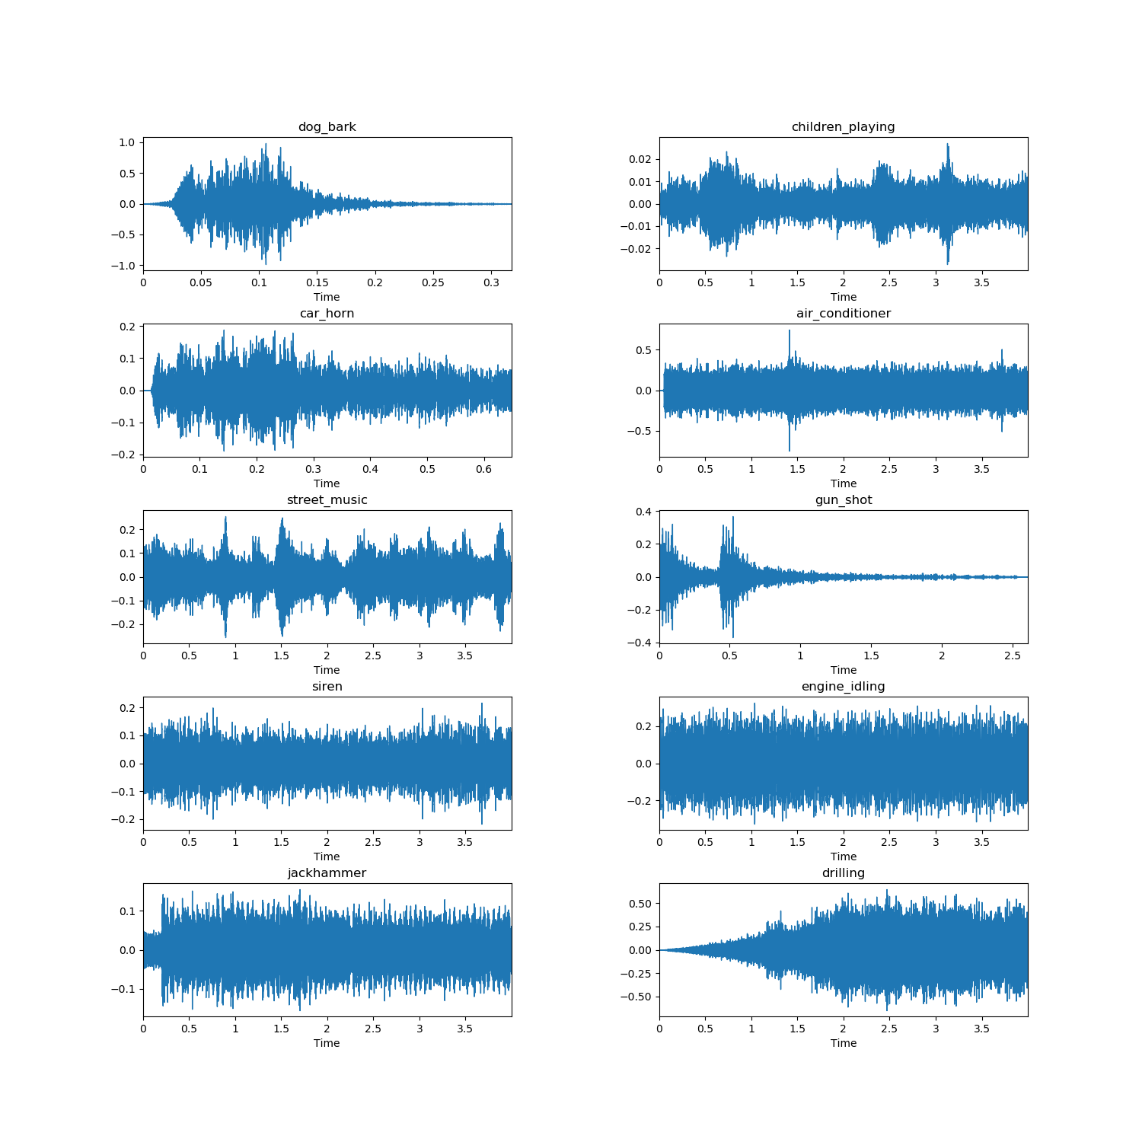 dog_bark
1.0
0.5
0.0
−0.5
−1.0
0 0.05 0.1 0.15 0.2 0.25 0.3
Time
children_playing
0.02
0.01
0.00
−0.01
−0.02
0 0.5 1 1.5 2 2.5 3 3.5
Time
car_horn
0.2
0.1
0.0
−0.1
−0.2
0 0.1 0.2 0.3 0.4 0.5 0.6
Time
air_conditioner
0.5
0.0
−0.5
0 0.5 1 1.5 2 2.5 3 3.5
Time
street_music
0.2
0.1
0.0
−0.1
−0.2
0 0.5 1 1.5 2 2.5 3 3.5
Time
gun_shot
0.4
0.2
0.0
−0.2
−0.4
0 0.5 1 1.5 2 2.5
Time
siren
0.2
0.1
0.0
−0.1
−0.2
0 0.5 1 1.5 2 2.5 3 3.5
Time
engine_idling
0.2
0.0
−0.2
0 0.5 1 1.5 2 2.5 3 3.5
Time
jackhammer
0.1
0.0
−0.1
0 0.5 1 1.5 2 2.5 3 3.5
Time
drilling
0.50
0.25
0.00
−0.25
−0.50
0 0.5 1 1.5 2 2.5 3 3.5
Time